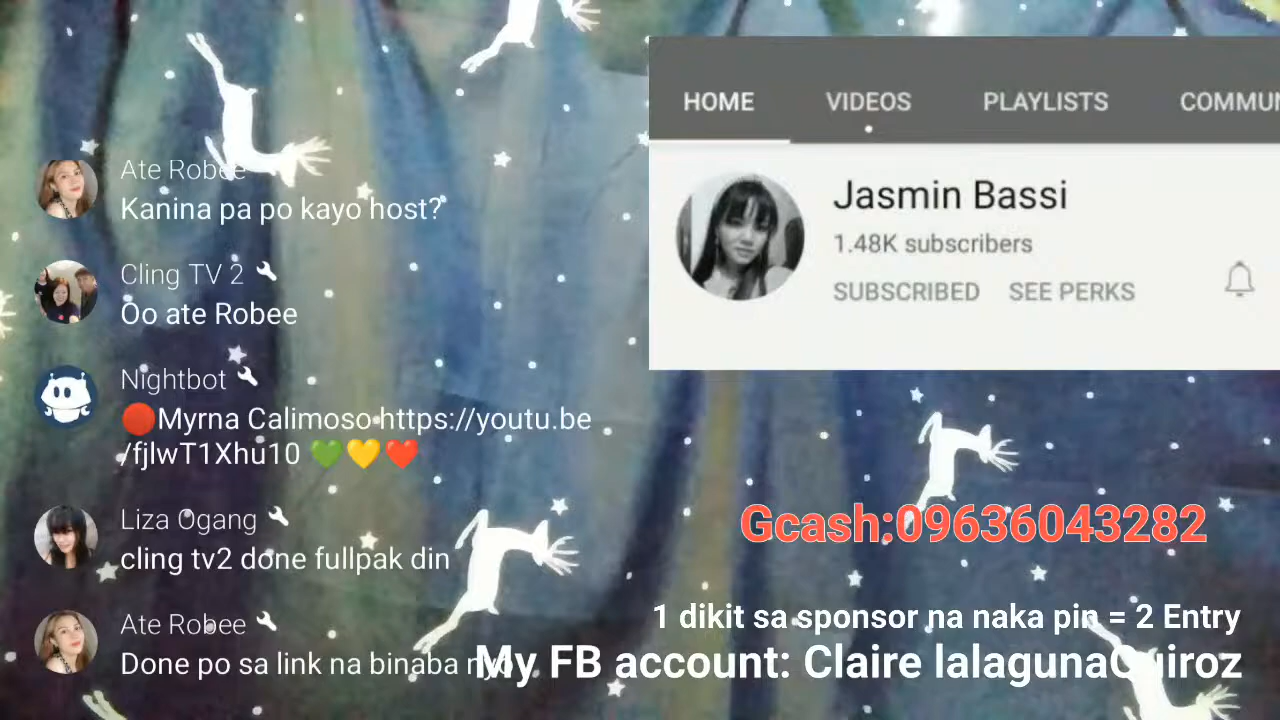 Ate Robee
Kanina pa po kayo host?
Cling TV 2
Oo ate Robee
Nightbot
🔴Myrna Calimoso https://youtu.be
/fjlwT1Xhu10 💚💛❤️
Liza Ogang
cling tv2 done fullpak din
Ate Robee
Done po sa link na binaba nyo
HOME VIDEOS PLAYLISTS COMMUN
Jasmin Bassi
1.48K subscribers
SUBSCRIBED SEE PERKS
Gcash:09636043282
1 dikit sa sponsor na naka pin = 2 Entry
My FB account: Claire lalagunaQuiroz